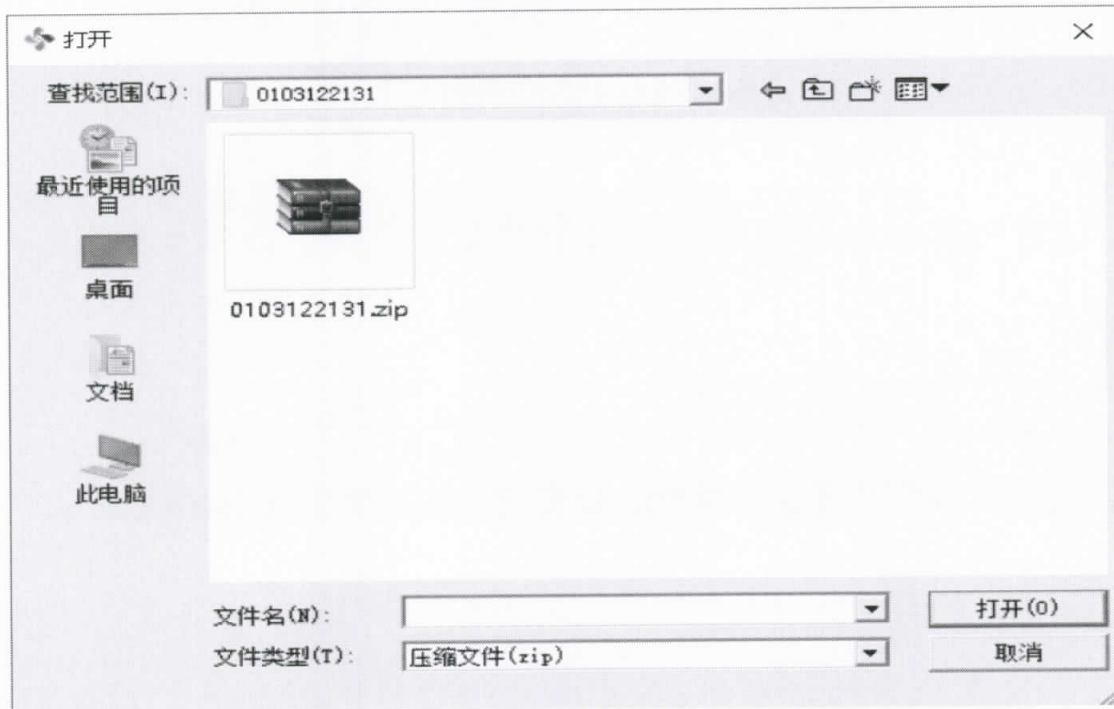 打开
查找范围(I):
0103122131
最近使用的项
目
桌面
文档
此电脑
0103122131.zip
文件名(N):
打开(O)
文件类型(T):
压缩文件(zip)
取消